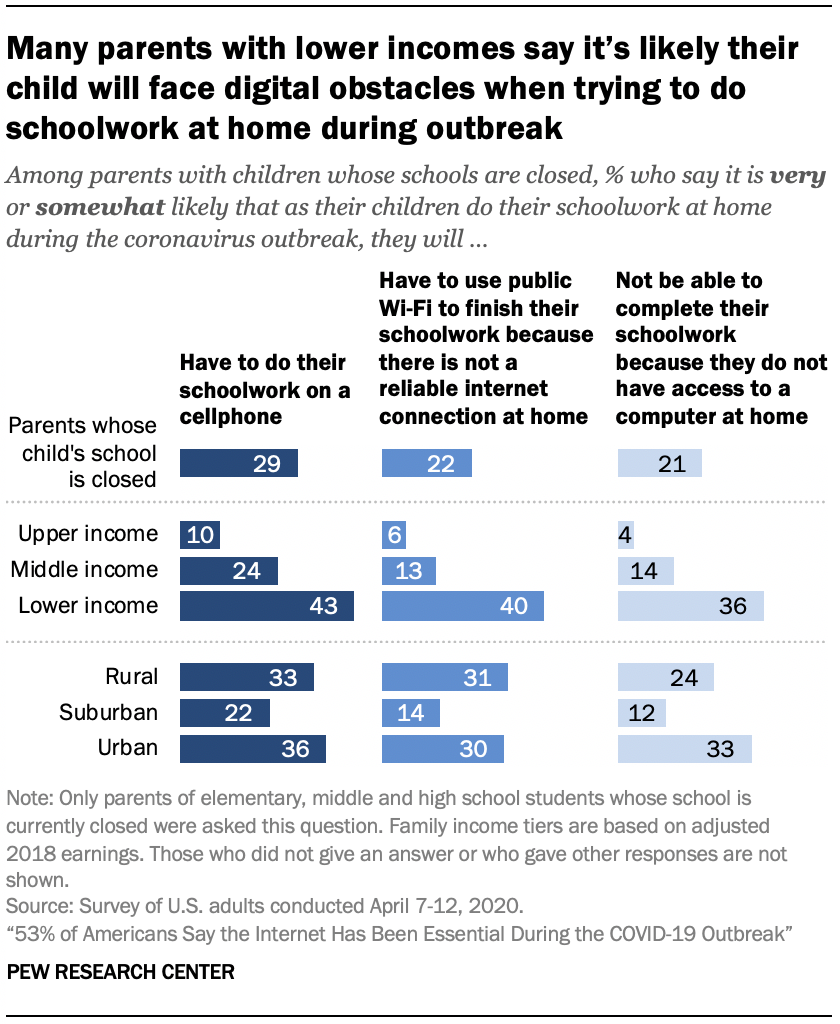 Many parents with lower incomes say it’s likely their
child will face digital obstacles when trying to do
schoolwork at home during outbreak
Among parents with children whose schools are closed, % who say it is very
or somewhat likely that as their children do their schoolwork at home
during the coronavirus outbreak, they will ...
Have to do their
schoolwork on a
cellphone
Have to use public
Wi-Fi to finish their
schoolwork because
there is not a
reliable internet
connection at home
Not be able to
complete their
schoolwork
because they do not
have access to a
computer at home
Parents whose
child's school
is closed
29 22 21
Upper income 10 6 4
Middle income 24 13 14
Lower income 43 40 36
Rural 33 31 24
Suburban 22 14 12
Urban 36 30 33
Note: Only parents of elementary, middle and high school students whose school is
currently closed were asked this question. Family income tiers are based on adjusted
2018 earnings. Those who did not give an answer or who gave other responses are not
shown.
Source: Survey of U.S. adults conducted April 7-12, 2020.
“53% of Americans Say the Internet Has Been Essential During the COVID-19 Outbreak”
PEW RESEARCH CENTER